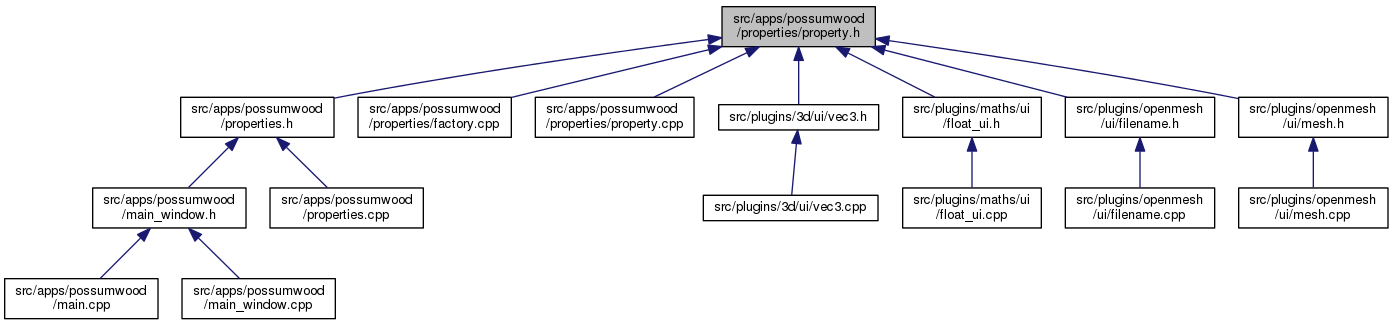 src/apps/possumwood
/properties/property.h
src/apps/possumwood
/properties.h
src/apps/possumwood
/properties/factory.cpp
src/apps/possumwood
/properties/property.cpp
src/plugins/3d/ui/vec3.h
src/plugins/maths/ui
/float_ui.h
src/plugins/openmesh
/ui/filename.h
src/plugins/openmesh
/ui/mesh.h
src/apps/possumwood
/main_window.h
src/apps/possumwood
/properties.cpp
src/plugins/3d/ui/vec3.cpp
src/plugins/maths/ui
/float_ui.cpp
src/plugins/openmesh
/ui/filename.cpp
src/plugins/openmesh
/ui/mesh.cpp
src/apps/possumwood
/main.cpp
src/apps/possumwood
/main_window.cpp